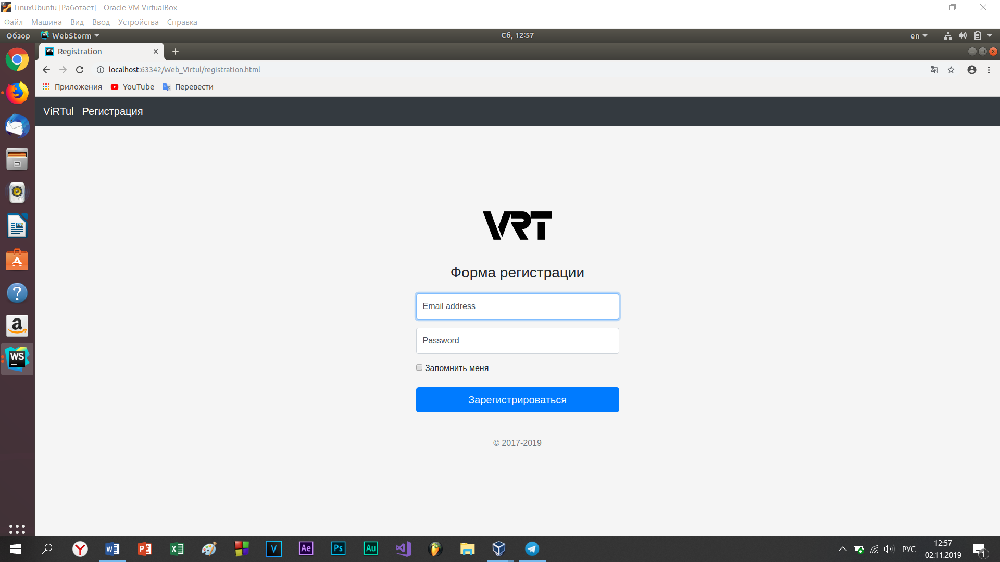 LinuxUbuntu [Работает] - Oracle VM VirtualBox
Файл Машина Вид Ввод Устройства Справка
Обзор WebStorm Сб, 12:57 en
WS Registration
localhost:63342/Web_Virtul/registration.html
Приложения YouTube Перевести
ViRTul Регистрация
VRT
Форма регистрации
Email address
Password
Запомнить меня
Зарегистрироваться
© 2017-2019
a
WS
V Ae Ps Au
РУС
12:57
02.11.2019
1